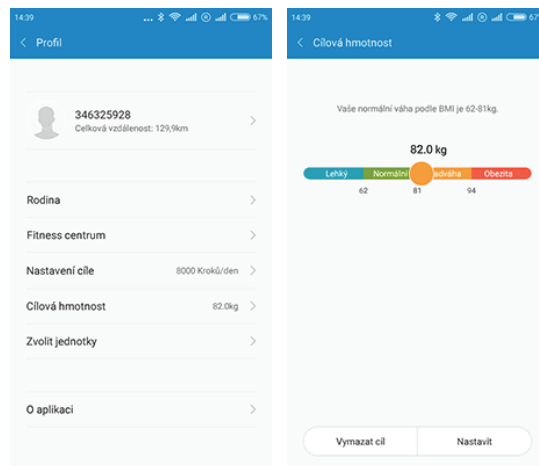 14:39 ... 67%
Profil
346325928
Celková vzdálenost: 129,9km
Rodina
Fitness centrum
Nastavení cíle 8000 Kroků/den
Cílová hmotnost 82.0kg
Zvolit jednotky
O aplikaci
14:39 67
Cílová hmotnost
Vaše normální váha podle BMI je 62-81kg.
82.0 kg
Lehký Normální adváha Obezita
62 81 94
Vymazat cíl Nastavit